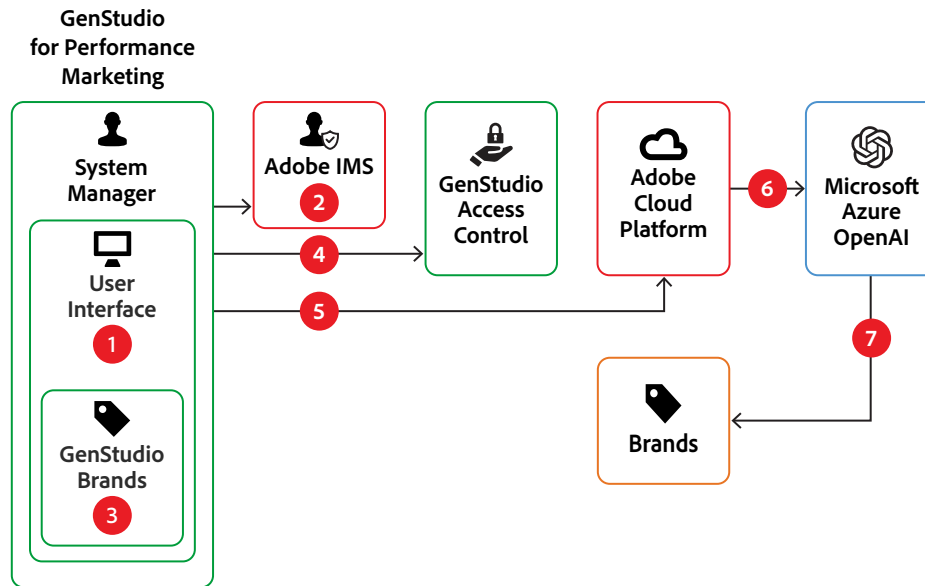 GenStudio
for Performance
Marketing
System
Manager
User
Interface
1
GenStudio
Brands
3
Adobe IMS
2
4
5
GenStudio
Access
Control
Adobe
Cloud
Platform
6
Microsoft
Azure
OpenAI
7
Brands